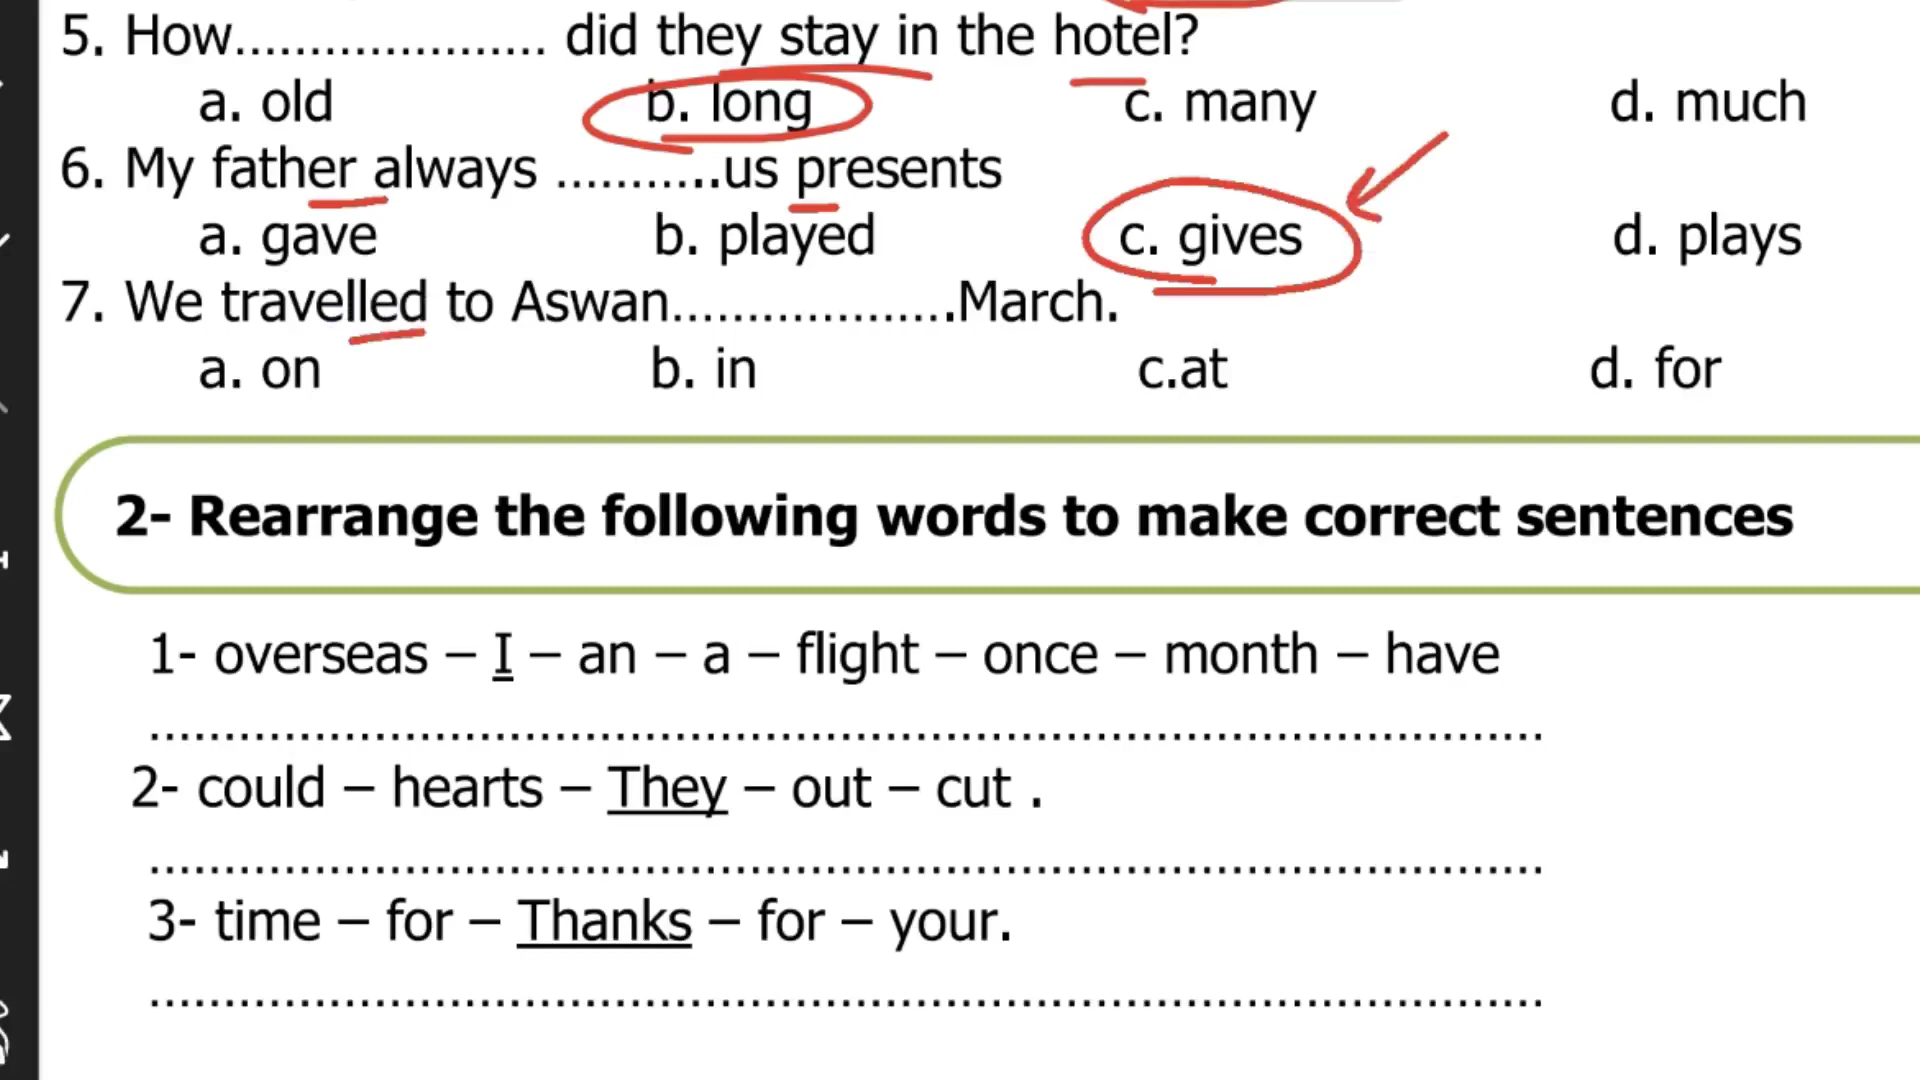 5. How..................... did they stay in the hotel?
a. old b. long c. many d. much
6. My father always ...........us presents
a. gave b. played c. gives d. plays
7. We travelled to Aswan...................March.
a. on b. in c.at d. for
2- Rearrange the following words to make correct sentences
1- overseas – I – an – a – flight – once – month – have
2- could – hearts – They – out – cut .
3- time – for – Thanks – for – your.